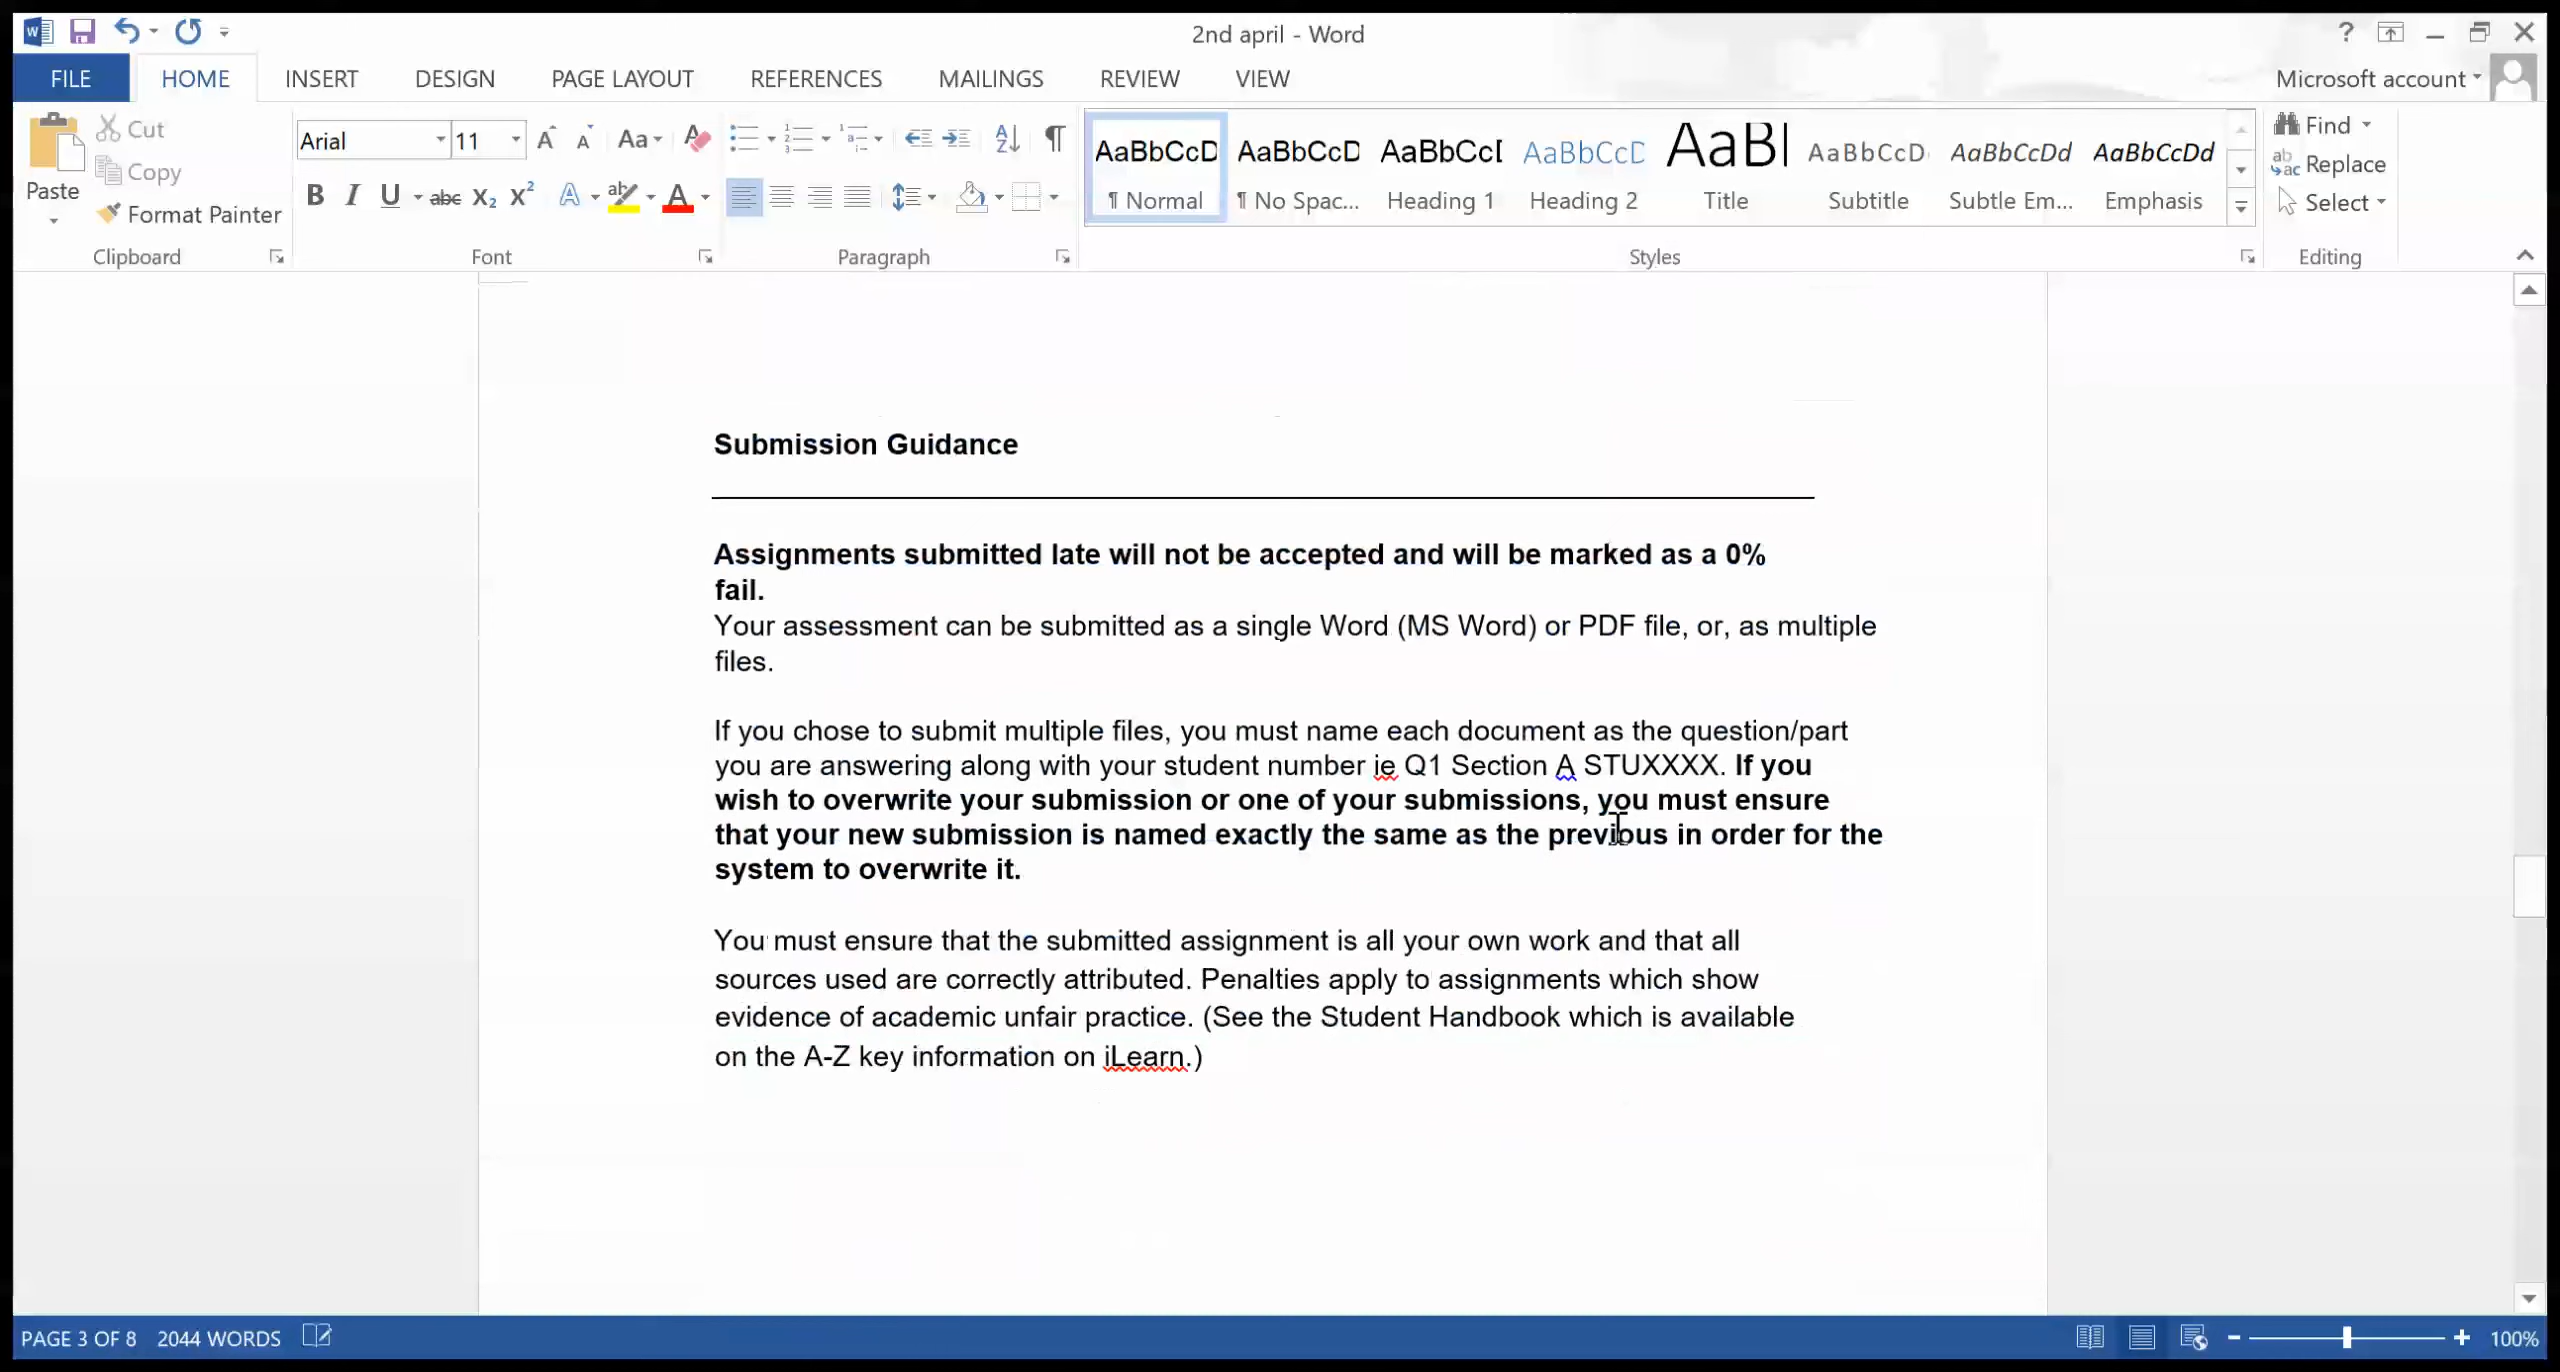 2nd april - Word
?
FILE HOME INSERT DESIGN PAGE LAYOUT REFERENCES MAILINGS REVIEW VIEW Microsoft account
Paste
Cut
Copy
Format Painter
Clipboard
Arial 11
Font
Paragraph
AaBbCcD AaBbCcD AaBbCcD AaBbCcD AaBl AaBbCcD AaBbCcDd AaBbCcDd
¶ Normal ¶ No Spac... Heading 1 Heading 2 Title Subtitle Subtle Em... Emphasis
Styles
Find
Replace
Select
Editing
Submission Guidance
Assignments submitted late will not be accepted and will be marked as a 0%
fail.
Your assessment can be submitted as a single Word (MS Word) or PDF file, or, as multiple
files.
If you chose to submit multiple files, you must name each document as the question/part
you are answering along with your student number ie Q1 Section A STUXXXX. If you
wish to overwrite your submission or one of your submissions, you must ensure
that your new submission is named exactly the same as the previous in order for the
system to overwrite it.
You must ensure that the submitted assignment is all your own work and that all
sources used are correctly attributed. Penalties apply to assignments which show
evidence of academic unfair practice. (See the Student Handbook which is available
on the A-Z key information on iLearn.)
PAGE 3 OF 8 2044 WORDS 100%